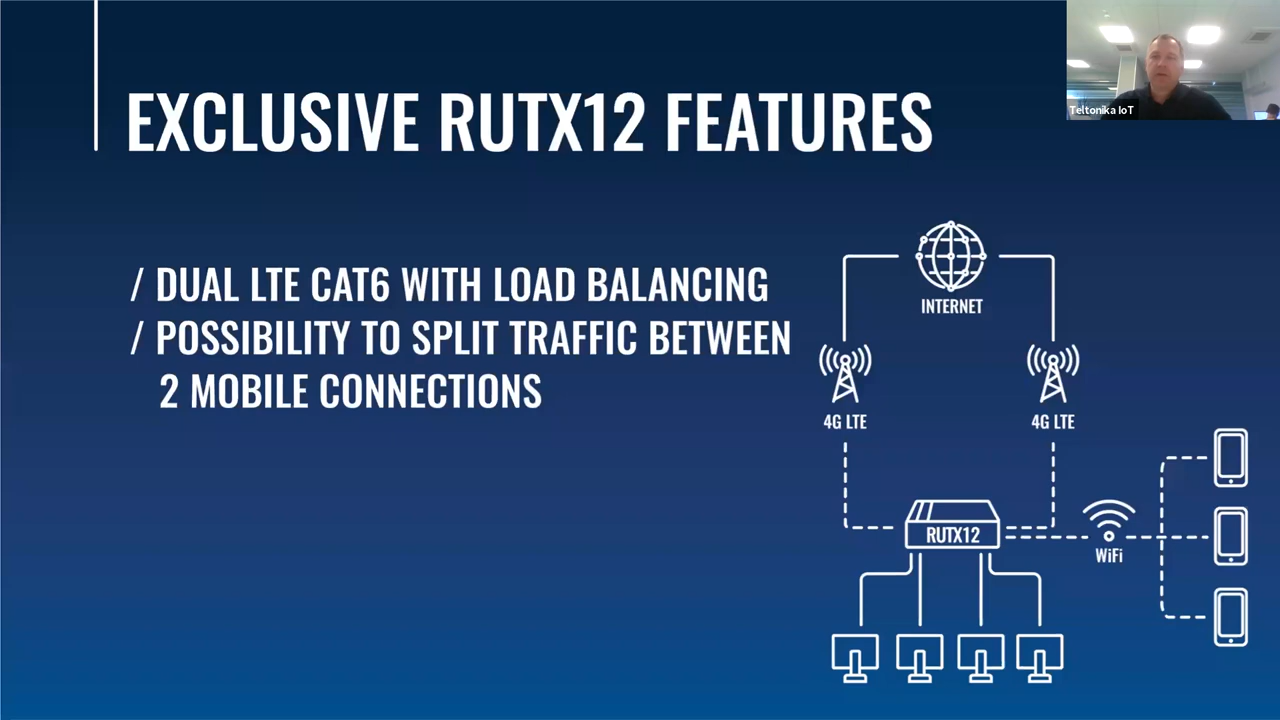 Teltonika IoT
EXCLUSIVE RUTX12 FEATURES
/ DUAL LTE CAT6 WITH LOAD BALANCING
/ POSSIBILITY TO SPLIT TRAFFIC BETWEEN
2 MOBILE CONNECTIONS
INTERNET
4G LTE
4G LTE
RUTX12
WiFi